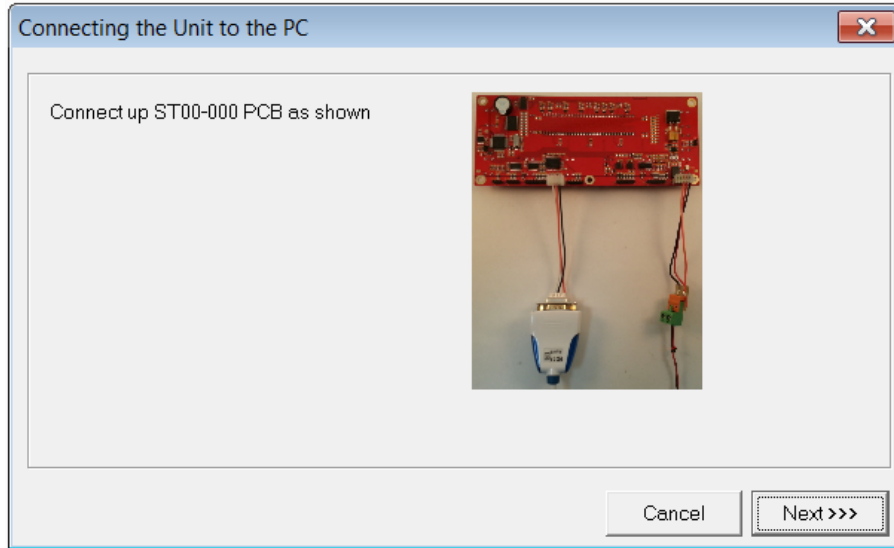 Connecting the Unit to the PC
Connect up ST00-000 PCB as shown
Cancel
Next >>>